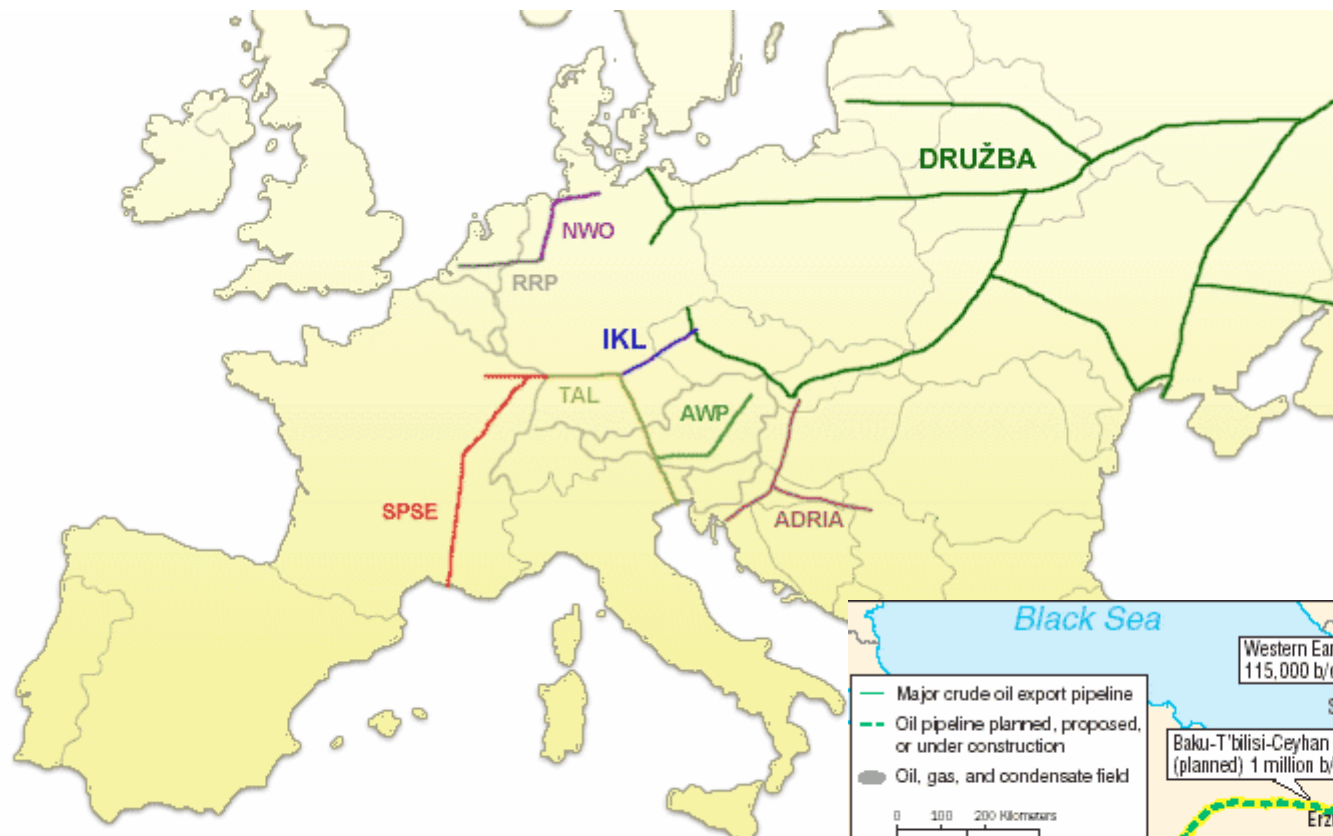 DRUŽBA
NWO
RRP
IKL
TAL
AWP
SPSE
ADRIA
Black Sea
Western
115,000
Major crude oil export pipeline
Oil pipeline planned, proposed,
or under construction
Oil, gas, and condensate field
Baku-T'bilisi-Ceyhan
(planned) 1 million
0 100 200 Kilometers